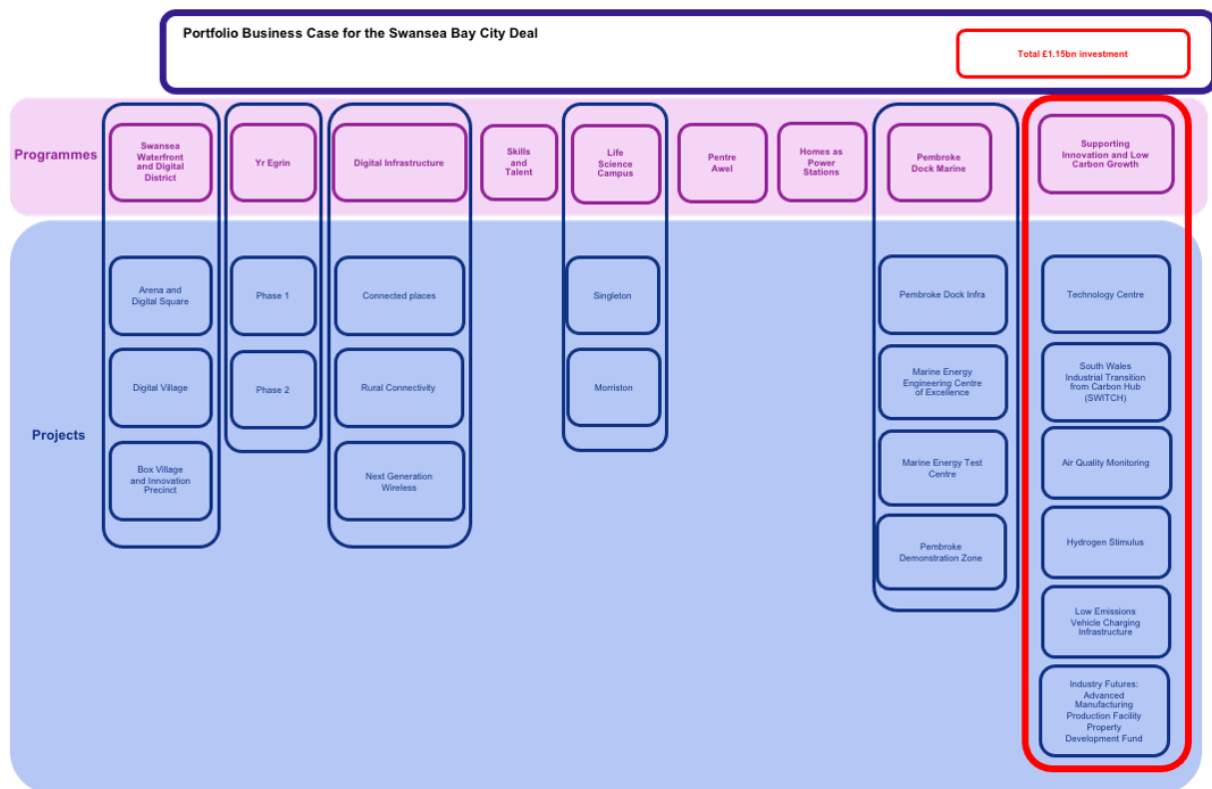 Portfolio Business Case for the Swansea Bay City Deal
Total £1.15bn investment
Programmes
Swansea
Waterfront
and Digital
District
Yr Egrin
Digital Infrastructure
Skills
and
Talent
Life
Science
Campus
Pentre
Awel
Homes as
Power
Stations
Pembroke
Dock Marine
Supporting
Innovation and Low
Carbon Growth
Projects
Arena and
Digital Square
Phase 1
Connected places
Singleton
Pembroke Dock Infra
Technology Centre
Digital Village
Phase 2
Rural Connectivity
Morriston
Marine Energy
Engineering Centre
of Excellence
South Wales
Industrial Transition
from Carbon Hub
(SWITCH)
Box Village
and Innovation
Precinct
Next Generation
Wireless
Marine Energy Test
Centre
Air Quality Monitoring
Pembroke
Demonstration Zone
Hydrogen Stimulus
Low Emissions
Vehicle Charging
Infrastructure
Industry Futures:
Advanced
Manufacturing
Production Facility
Property
Development Fund